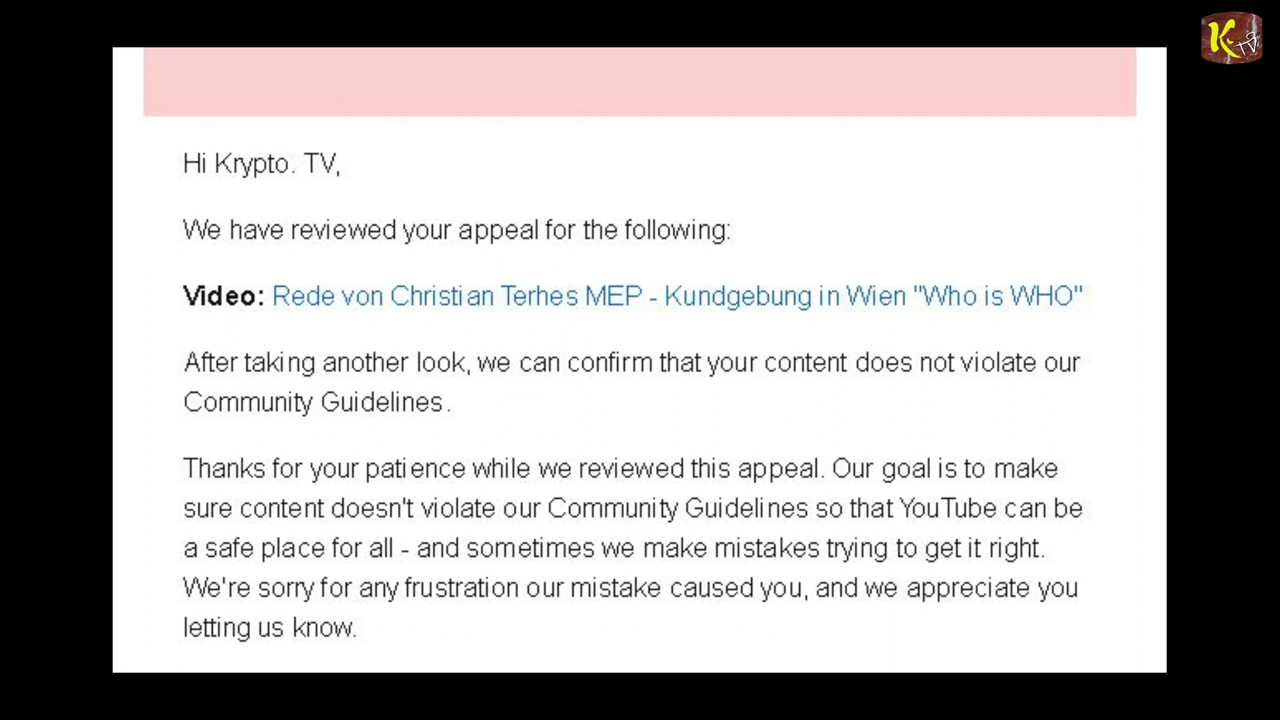 K TV
Hi Krypto. TV,
We have reviewed your appeal for the following:
Video: Rede von Christian Terhes MEP - Kundgebung in Wien "Who is WHO"
After taking another look, we can confirm that your content does not violate our
Community Guidelines.
Thanks for your patience while we reviewed this appeal. Our goal is to make
sure content doesn't violate our Community Guidelines so that YouTube can be
a safe place for all - and sometimes we make mistakes trying to get it right.
We're sorry for any frustration our mistake caused you, and we appreciate you
letting us know.